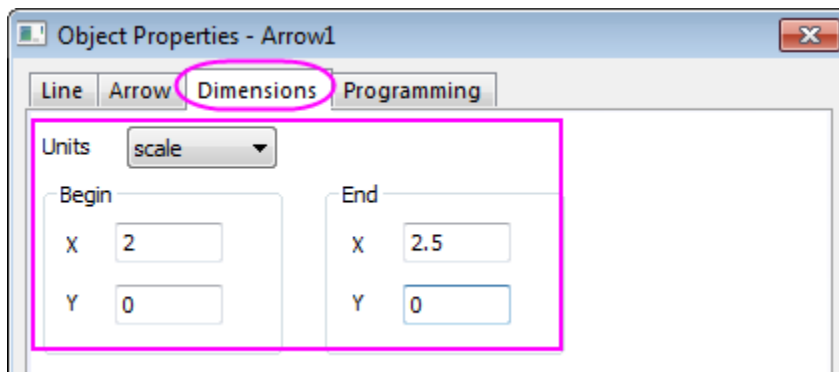 Object Properties - Arrow1
Line Arrow Dimensions Programming
Units scale
Begin End
X 2 X 2.5
Y 0 Y 0